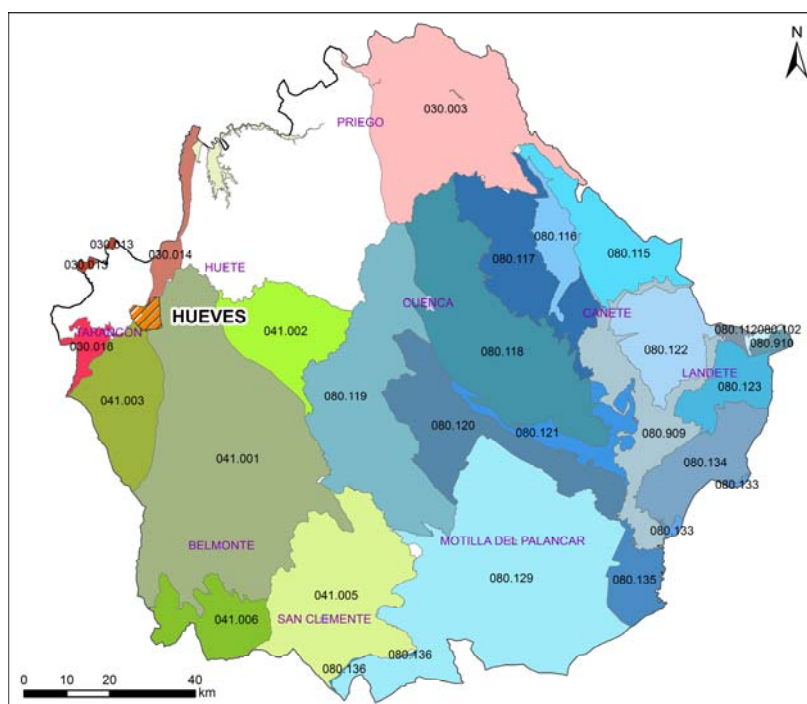 N
PRIEGO
030.003
030.013
030.013
030.014
HUETE
080.117
080.116
080.115
HUEVES
TARANCÓN
030.016
041.002
CUENCA
CAÑETE
080.112
080.102
080.910
080.118
080.122
LANDETE
080.123
041.003
080.119
080.120
080.121
080.909
041.001
080.134
080.133
080.133
BELMONTE
MOTILLA DEL PALANCAR
080.129
080.135
041.005
041.006
SAN CLEMENTE
080.136
080.136
0 10 20 40
km